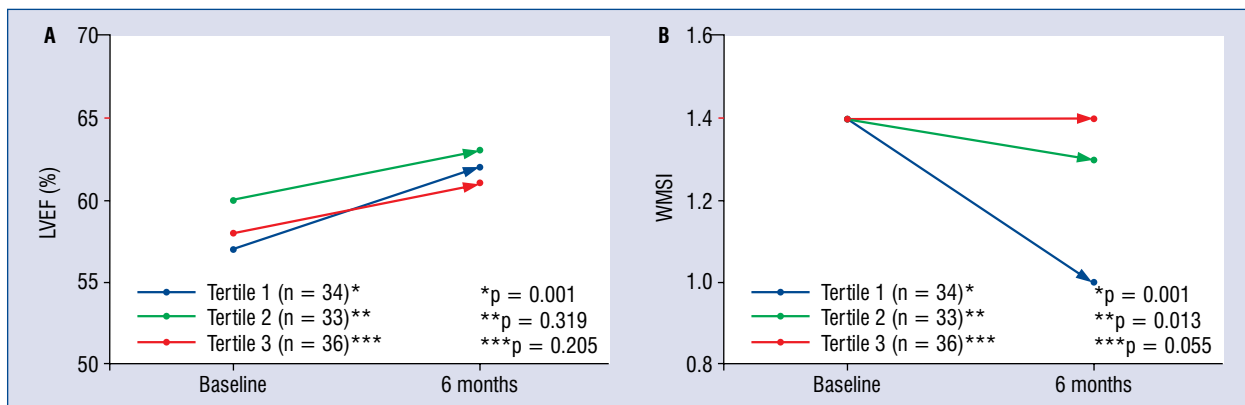 A
70
65
60
55
50
LVEF (%)
Tertile 1 (n = 34)* *p = 0.001
Tertile 2 (n = 33)** **p = 0.319
Tertile 3 (n = 36)*** ***p = 0.205
Baseline 6 months
B
1.6
1.4
1.2
1.0
0.8
WMSI
Tertile 1 (n = 34)* *p = 0.001
Tertile 2 (n = 33)** **p = 0.013
Tertile 3 (n = 36)*** ***p = 0.055
Baseline 6 months